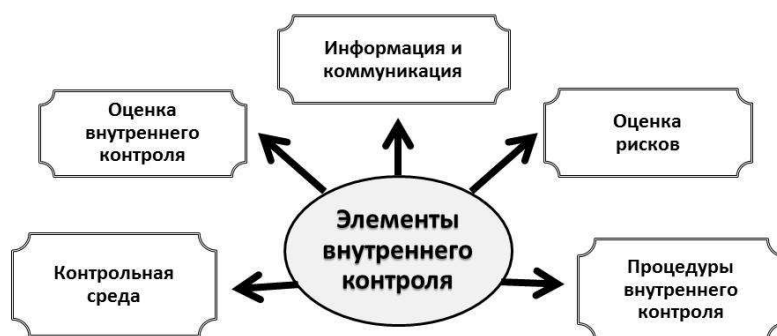 Информация и
коммуникация
Оценка
внутреннего
контроля
Оценка
рисков
Элементы
внутреннего
контроля
Контрольная
среда
Процедуры
внутреннего
контроля